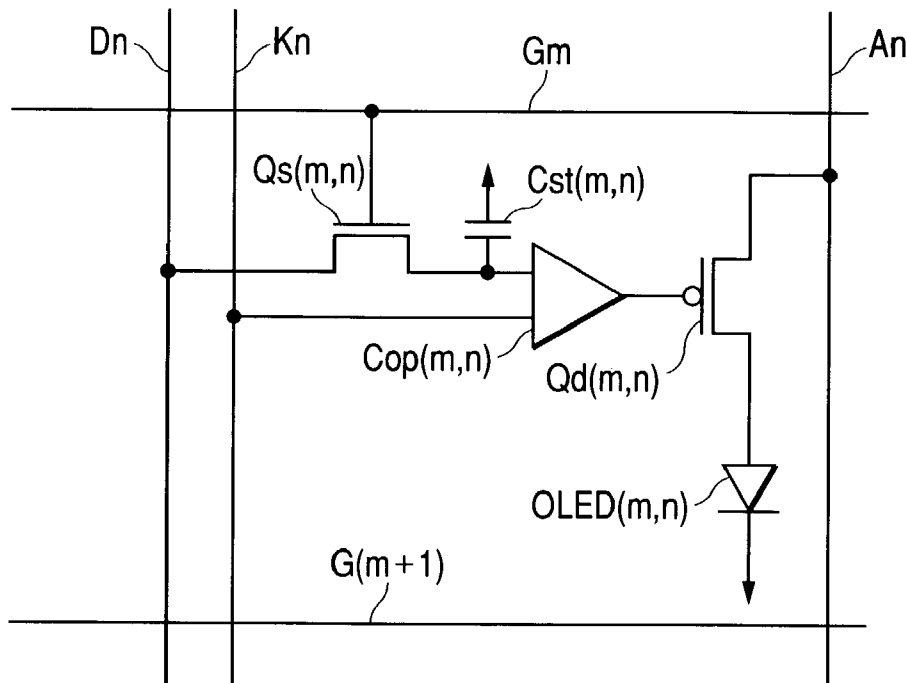 Dn
Kn
Gm
An
Qs(m,n)
Cst(m,n)
Cop(m,n)
Qd(m,n)
OLED(m,n)
G(m+1)